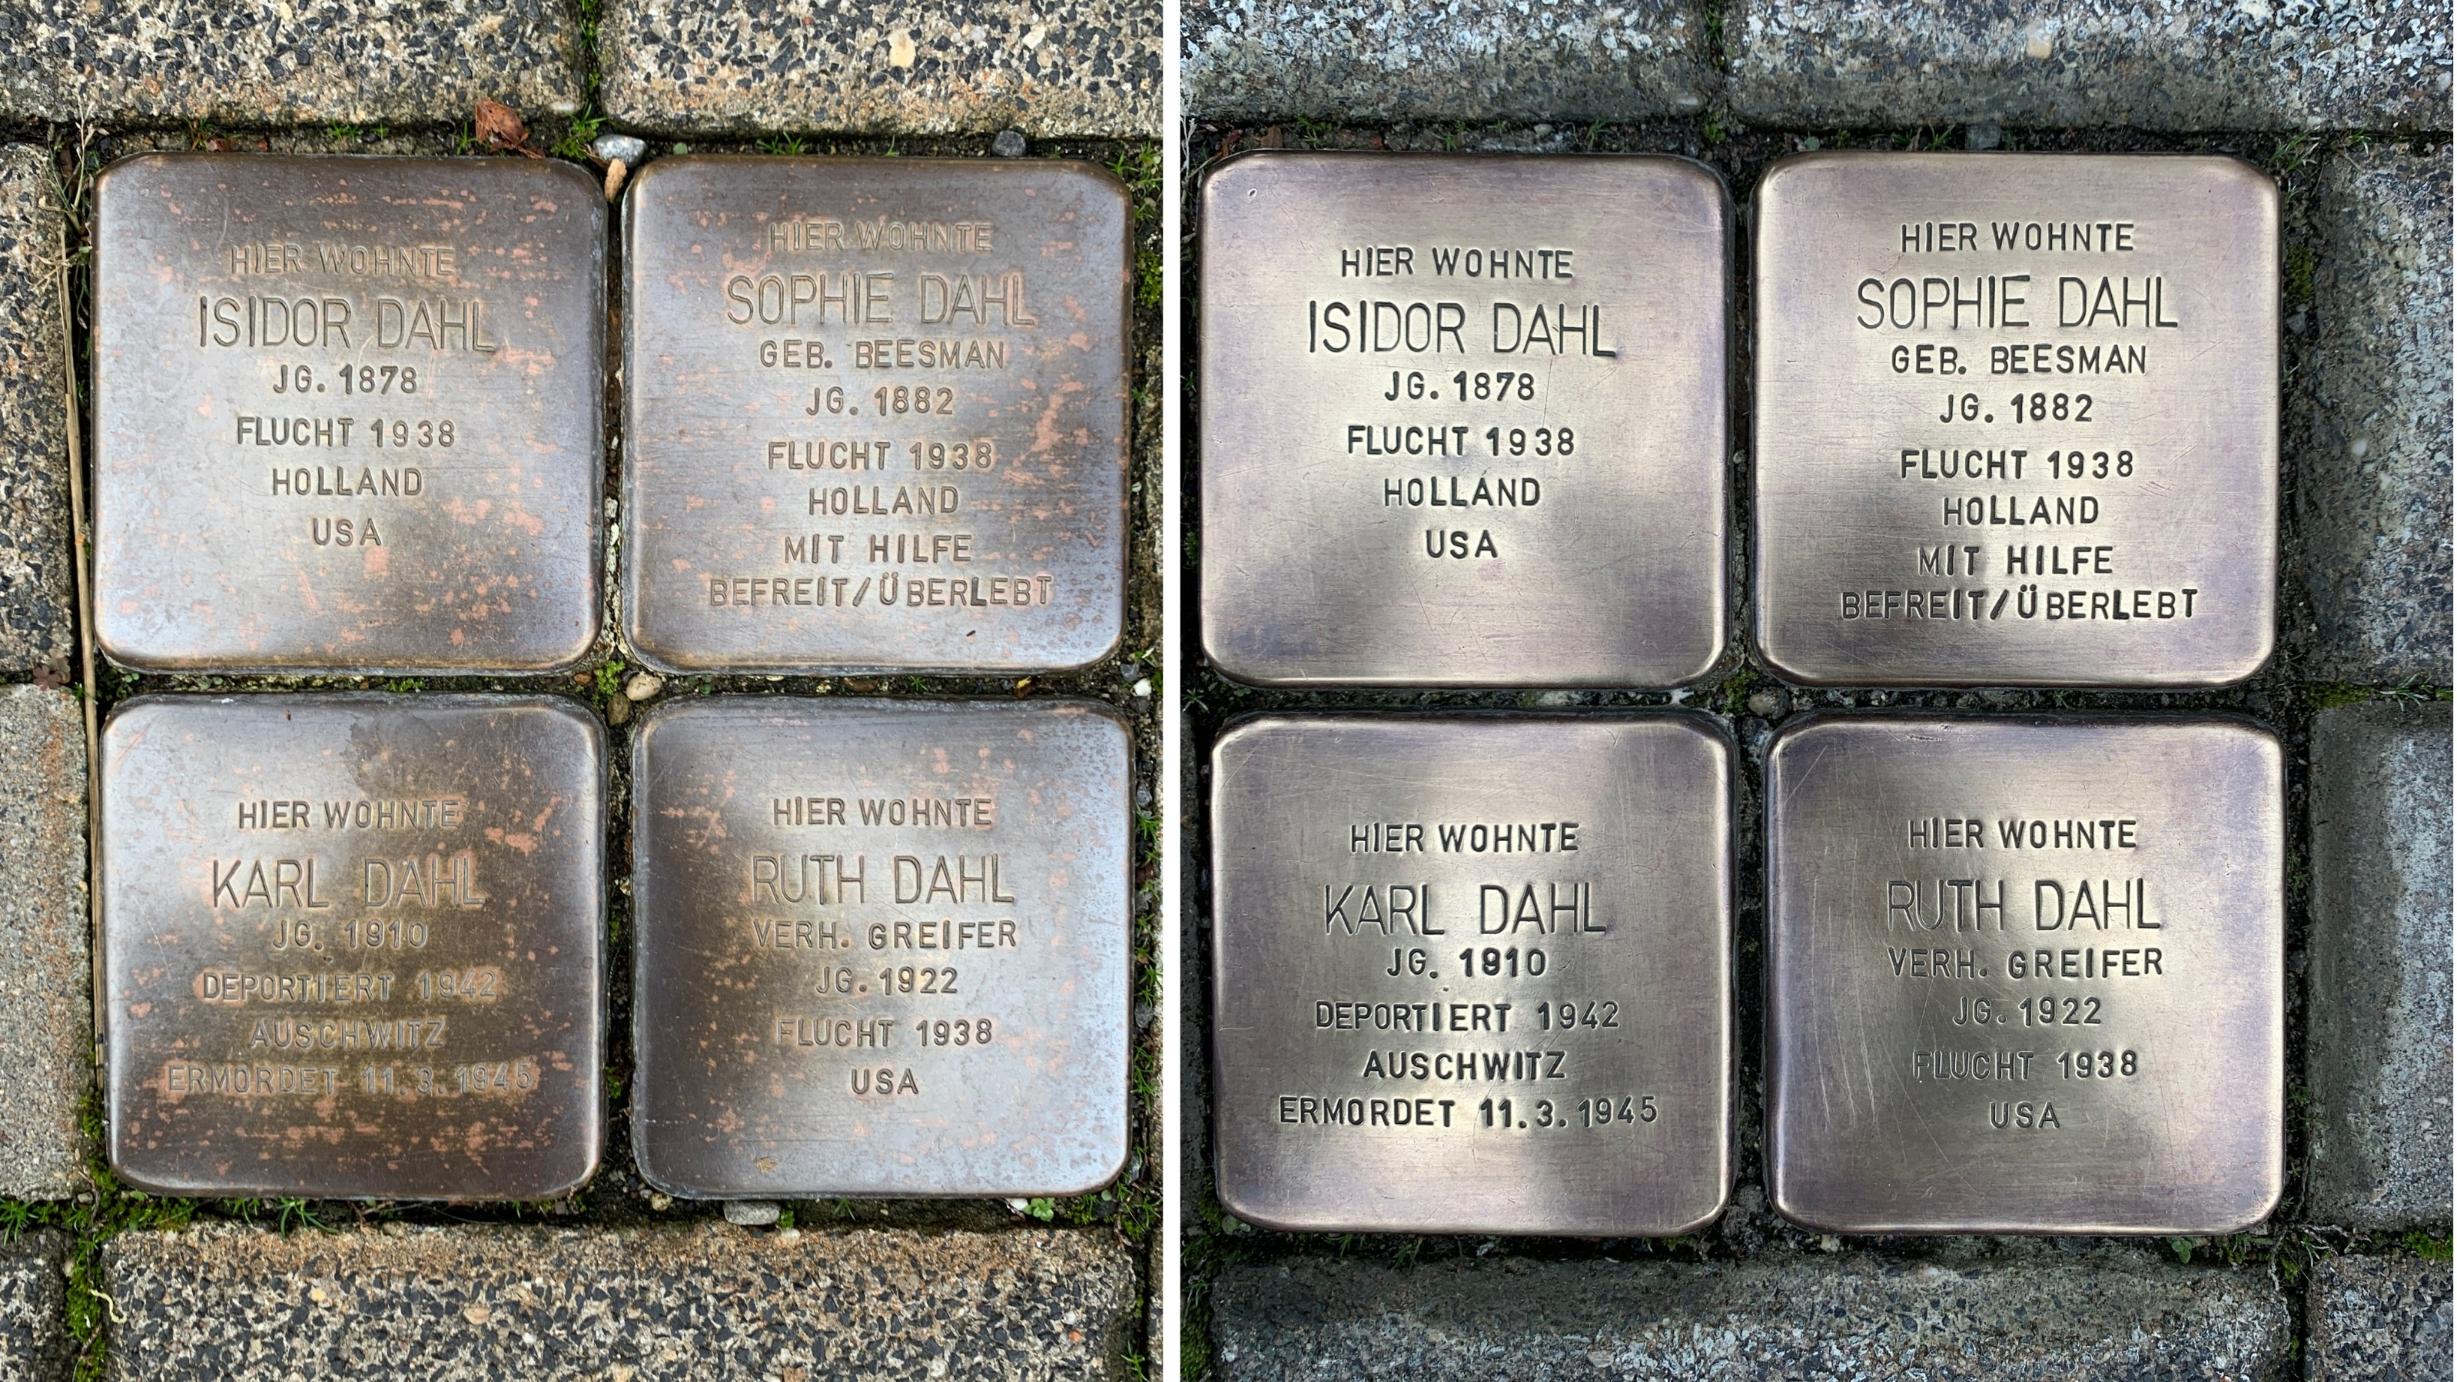 HIER WOHNTE
ISIDOR DAHL
JG. 1878
FLUCHT 1938
HOLLAND
USA
HIER WOHNTE
SOPHIE DAHL
GEB. BEESMAN
JG. 1882
FLUCHT 1938
HOLLAND
MIT HILFE
BEFREIT/ÜBERLEBT
HIER WOHNTE
KARL DAHL
JG. 1910
DEPORTIERT 1942
AUSCHWITZ
ERMORDET 11.3.1945
HIER WOHNTE
RUTH DAHL
VERH. GREIFER
JG. 1922
FLUCHT 1938
USA
HIER WOHNTE
ISIDOR DAHL
JG. 1878
FLUCHT 1938
HOLLAND
USA
HIER WOHNTE
SOPHIE DAHL
GEB. BEESMAN
JG. 1882
FLUCHT 1938
HOLLAND
MIT HILFE
BEFREIT/ÜBERLEBT
HIER WOHNTE
KARL DAHL
JG. 1910
DEPORTIERT 1942
AUSCHWITZ
ERMORDET 11.3.1945
HIER WOHNTE
RUTH DAHL
VERH. GREIFER
JG. 1922
FLUCHT 1938
USA